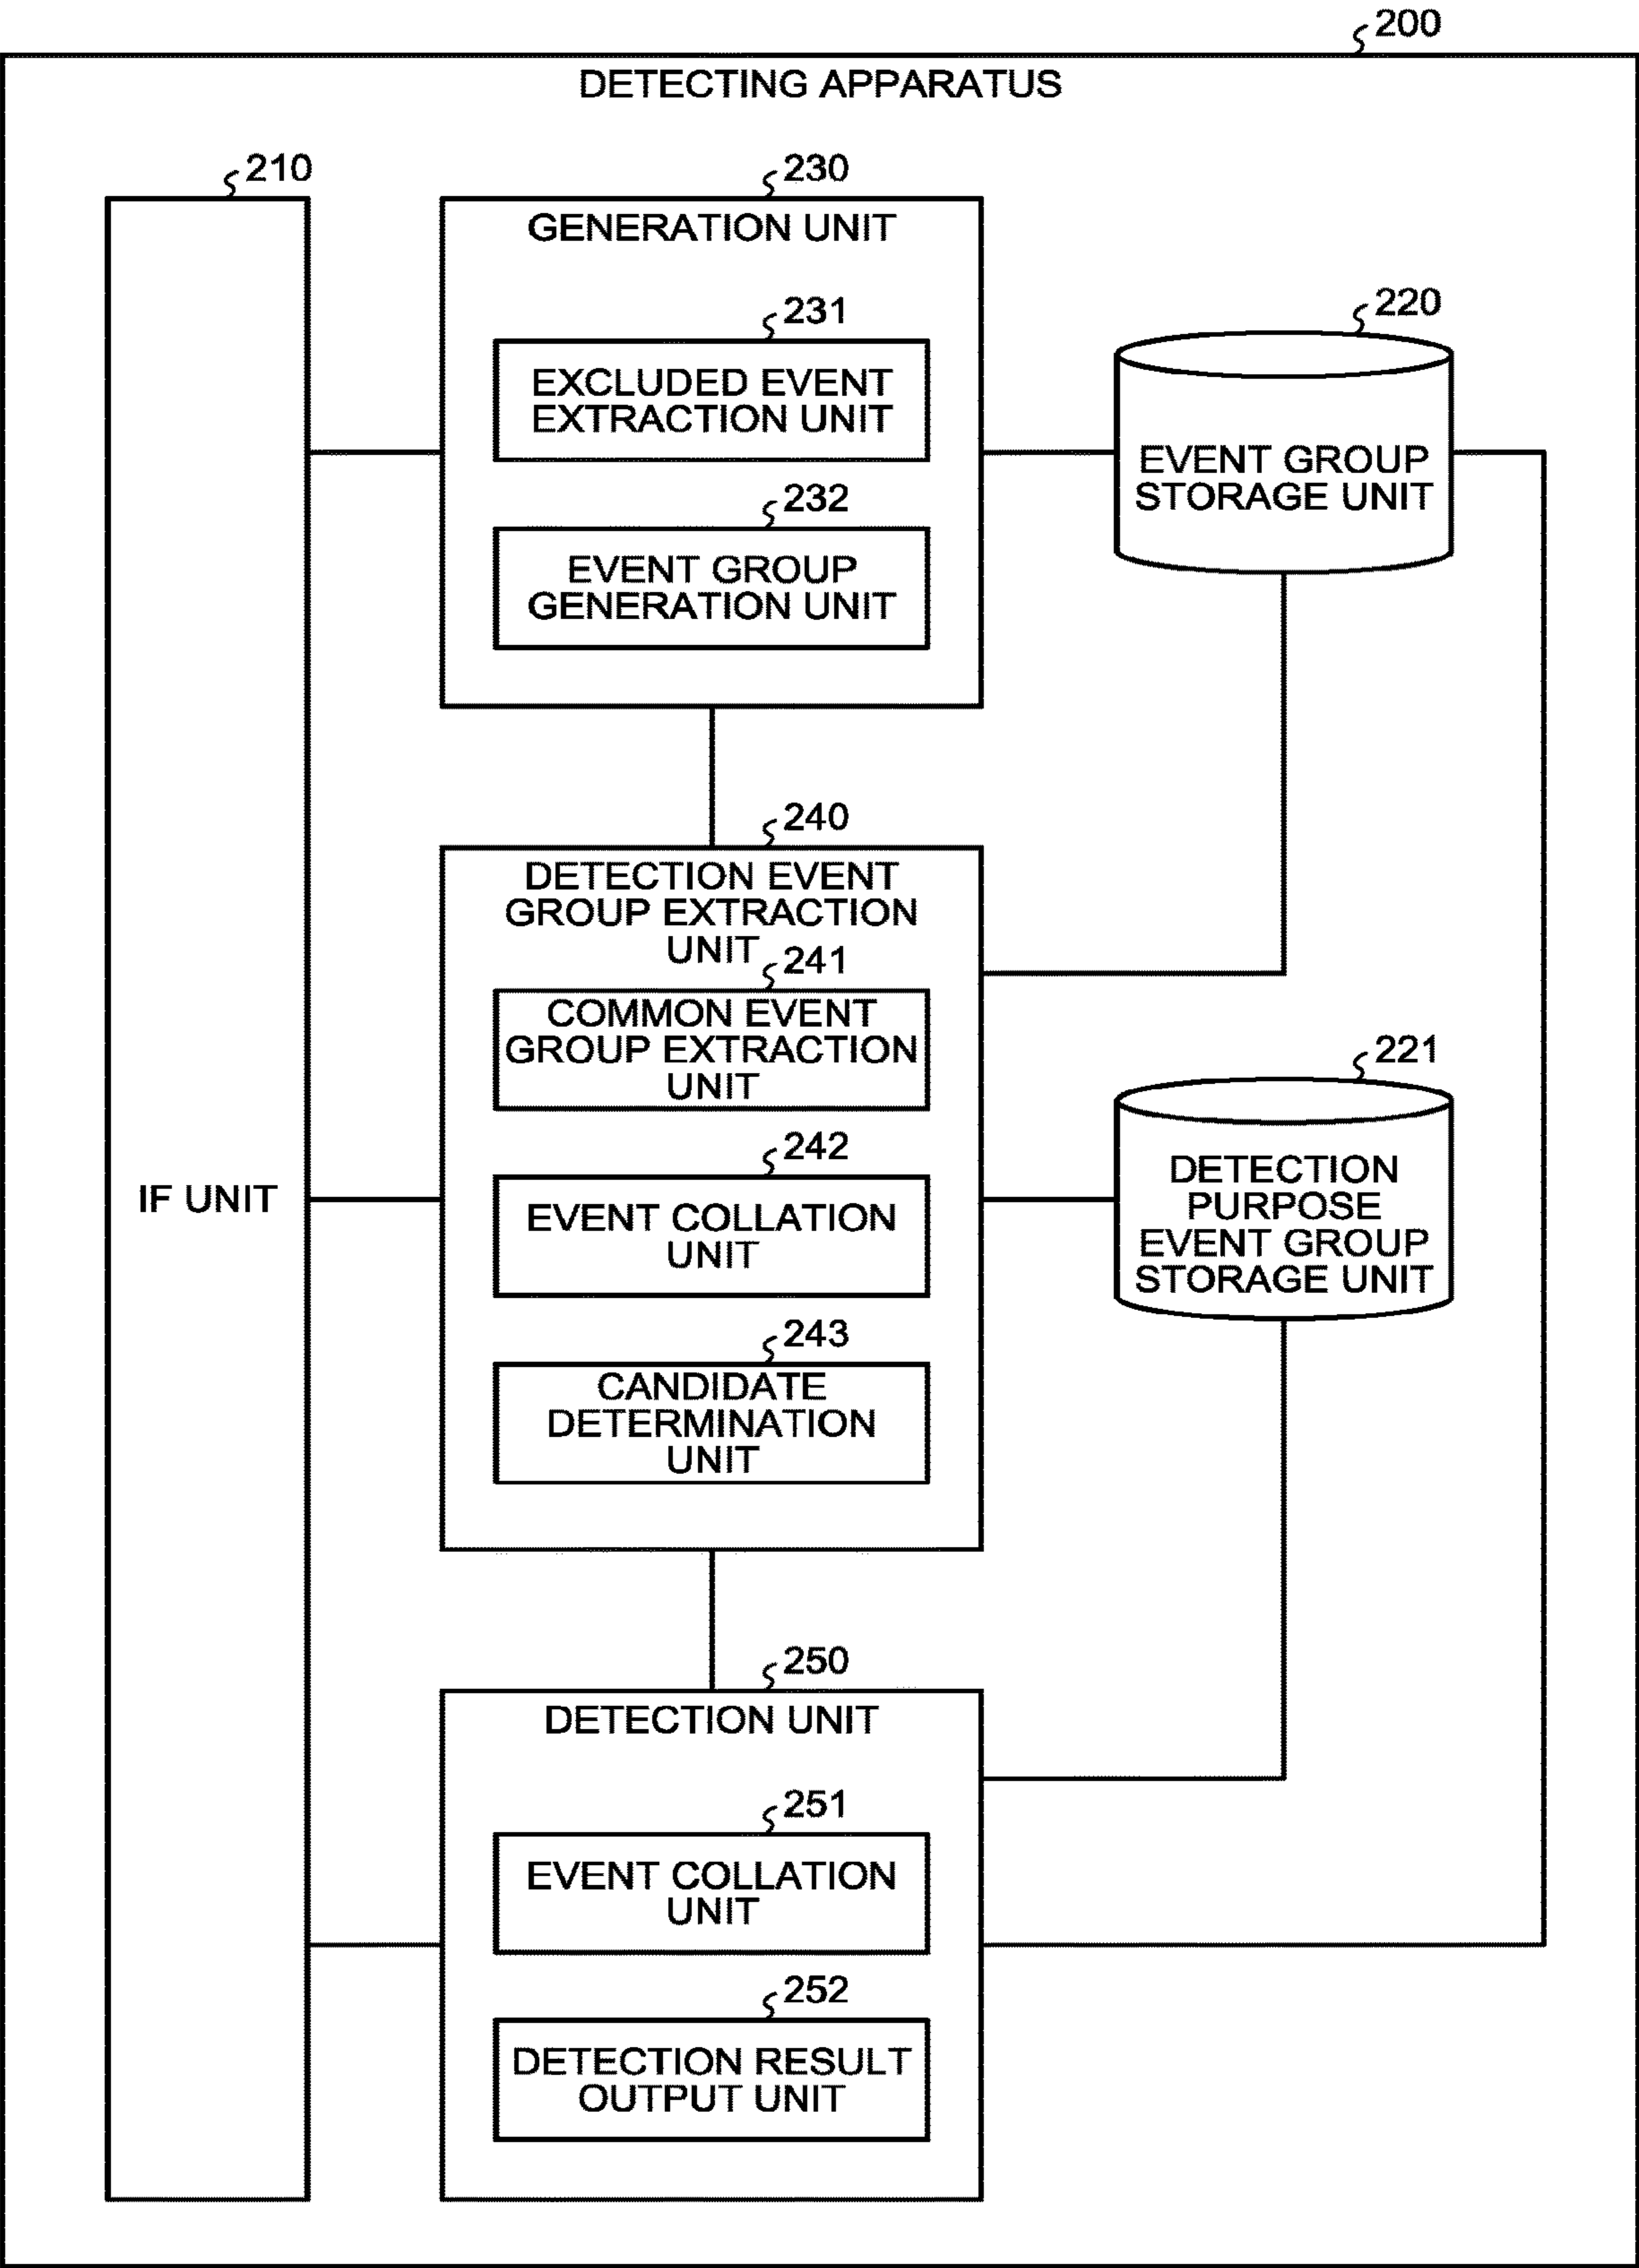 200
DETECTING APPARATUS
210
IF UNIT
230
GENERATION UNIT
231
EXCLUDED EVENT
EXTRACTION UNIT
232
EVENT GROUP
GENERATION UNIT
220
EVENT GROUP
STORAGE UNIT
240
DETECTION EVENT
GROUP EXTRACTION
UNIT
241
COMMON EVENT
GROUP EXTRACTION
UNIT
242
EVENT COLLATION
UNIT
243
CANDIDATE
DETERMINATION
UNIT
221
DETECTION
PURPOSE
EVENT GROUP
STORAGE UNIT
250
DETECTION UNIT
251
EVENT COLLATION
UNIT
252
DETECTION RESULT
OUTPUT UNIT